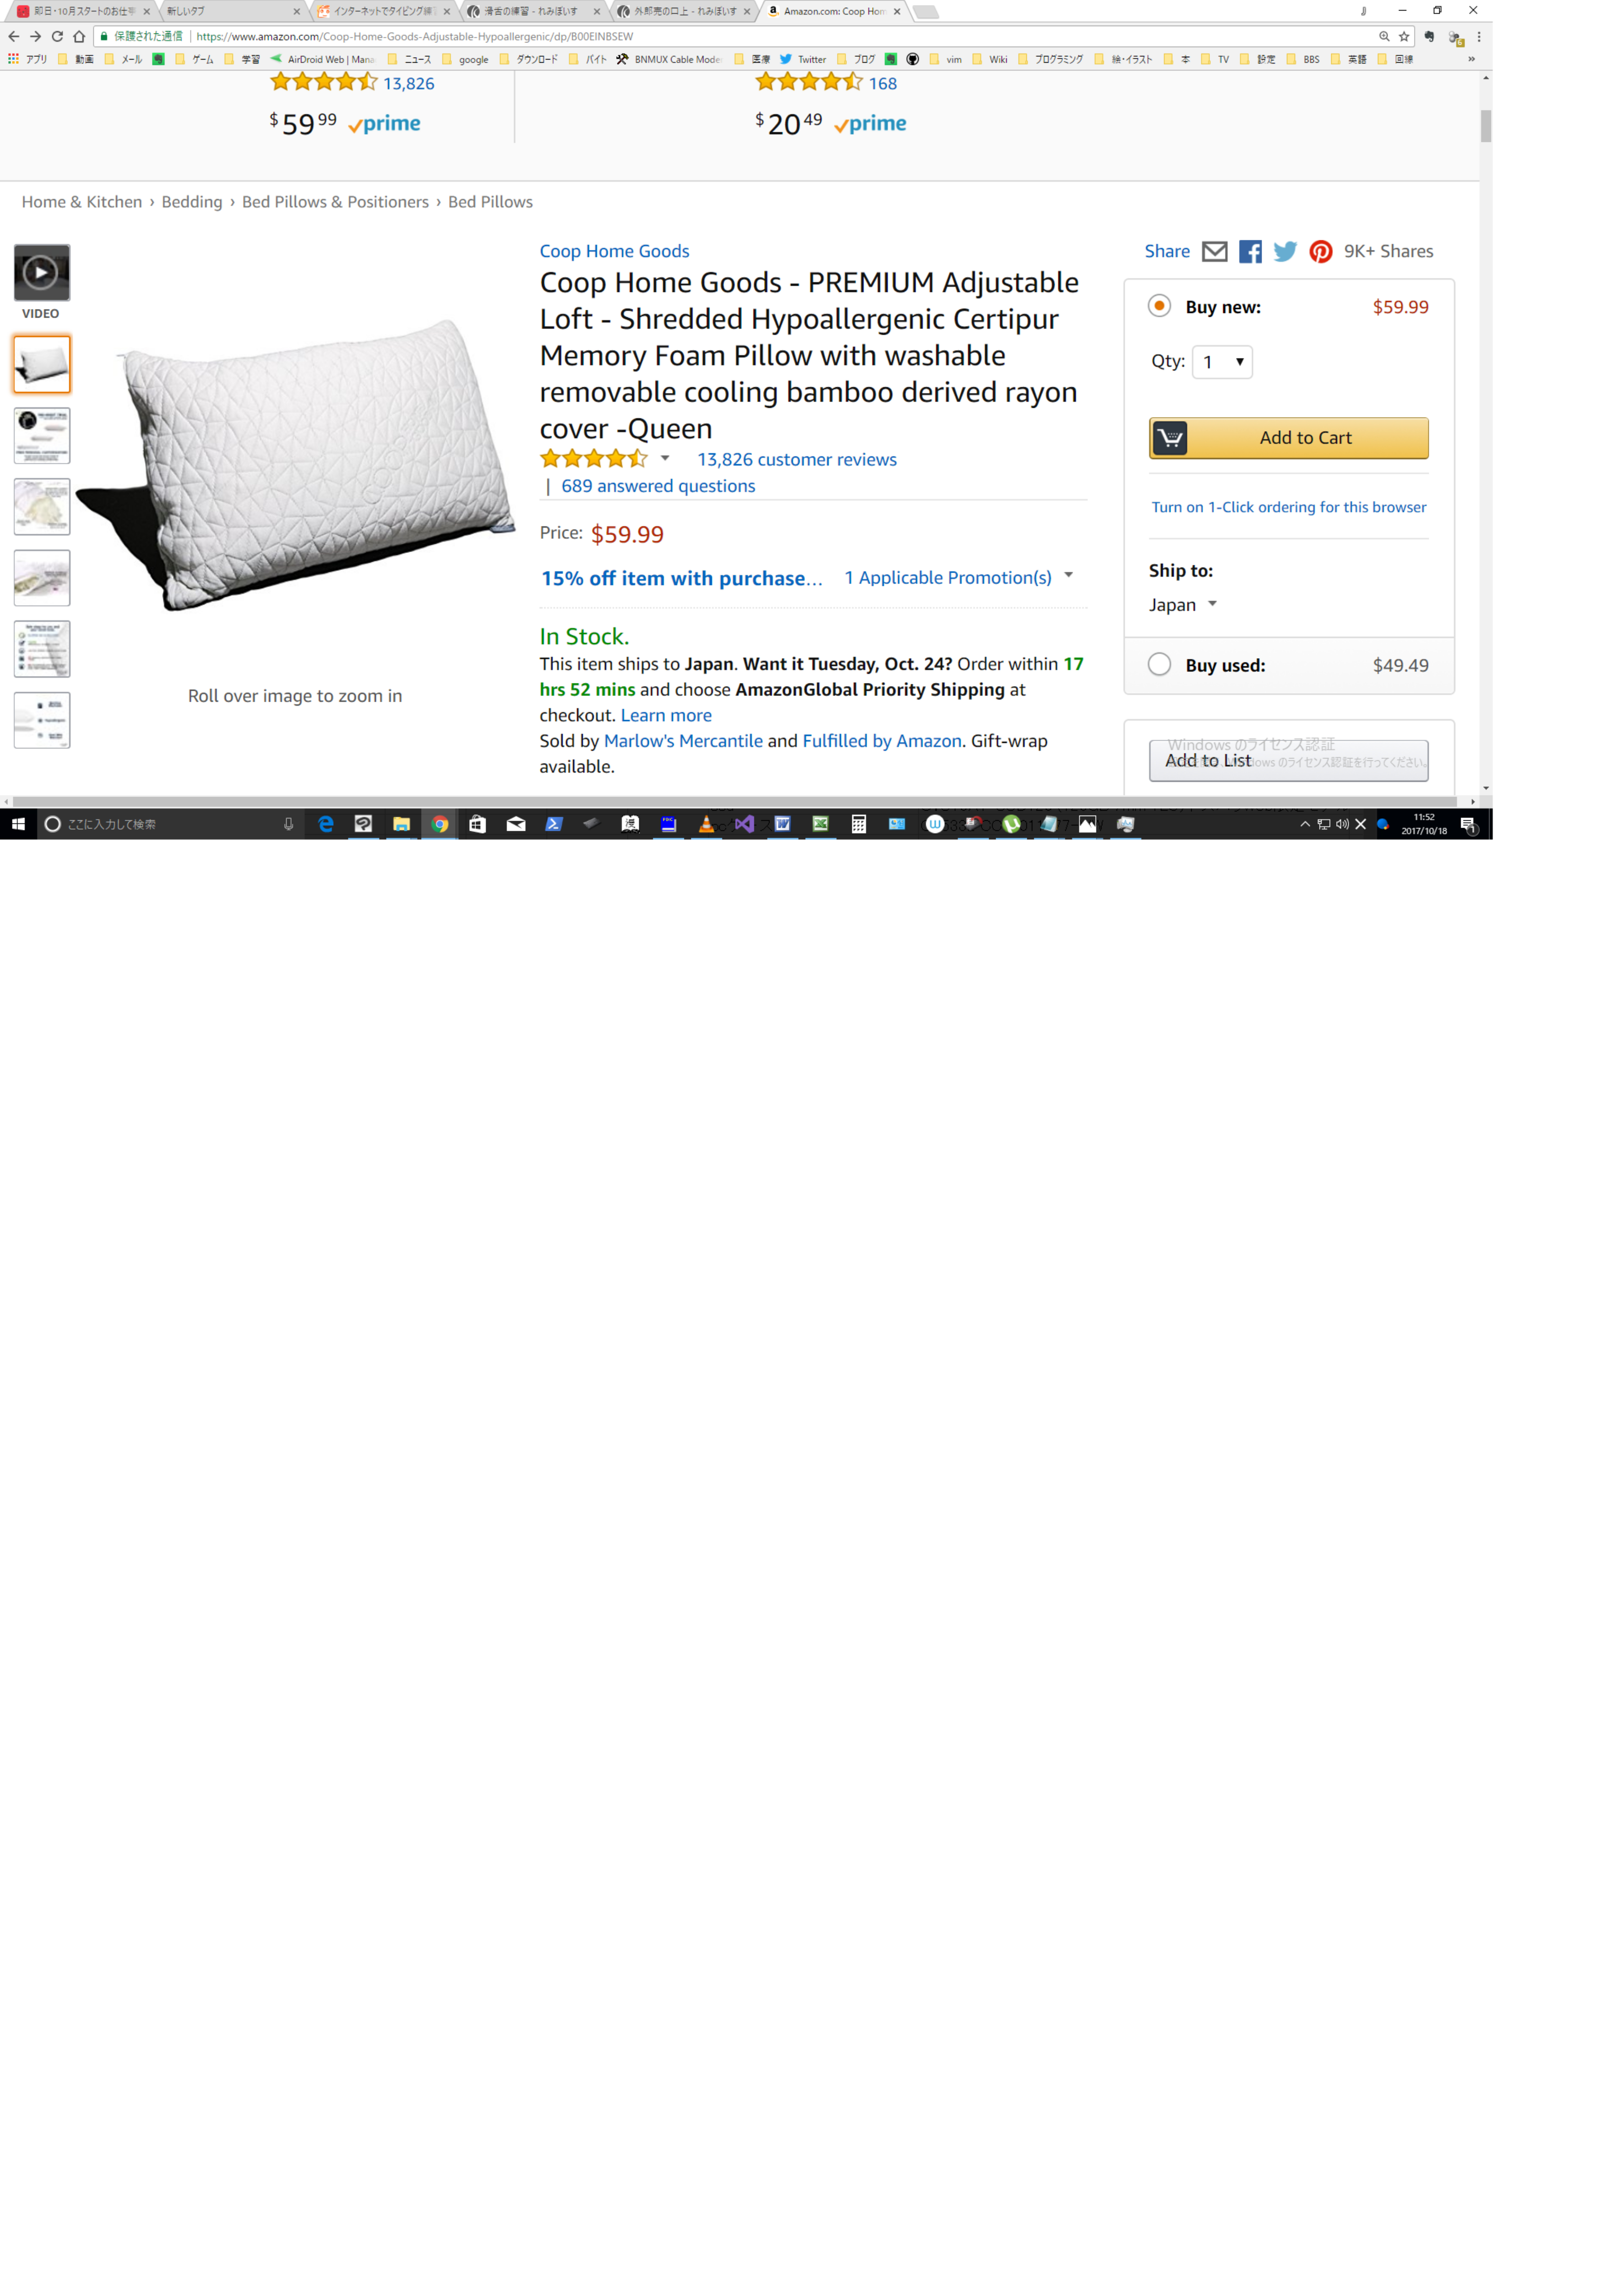 即日・10月スタートのお仕事
新しいタブ
インターネットでタイピング練習
滑舌の練習 - れみぼいす
外郎売の口上 - れみぼいす
Amazon.com: Coop Hom
保護された通信 | https://www.amazon.com/Coop-Home-Goods-Adjustable-Hypoallergenic/dp/B00EINBSEW
アプリ 動画 メール ゲーム 学習 AirDroid Web | Mana ニュース google ダウンロード バイト BNMUX Cable Mode 医療 Twitter ブログ vim Wiki プログラミング 絵・イラスト 本 TV 設定 BBS 英語 回線 »
13,826
168
$59 99 prime
$20 49 prime
Home & Kitchen › Bedding › Bed Pillows & Positioners › Bed Pillows
VIDEO
Roll over image to zoom in
Coop Home Goods
Coop Home Goods - PREMIUM Adjustable
Loft - Shredded Hypoallergenic Certipur
Memory Foam Pillow with washable
removable cooling bamboo derived rayon
cover -Queen
13,826 customer reviews
| 689 answered questions
Price: $59.99
15% off item with purchase... 1 Applicable Promotion(s)
In Stock.
This item ships to Japan. Want it Tuesday, Oct. 24? Order within 17
hrs 52 mins and choose AmazonGlobal Priority Shipping at
checkout. Learn more
Sold by Marlow's Mercantile and Fulfilled by Amazon. Gift-wrap
available.
Share 9K+ Shares
Buy new: $59.99
Qty: 1
Add to Cart
Turn on 1-Click ordering for this browser
Ship to:
Japan
Buy used: $49.49
Windows のライセンス認証
Add to List
のライセンス認証を行ってください。
ここに入力して検索
11:52
2017/10/18